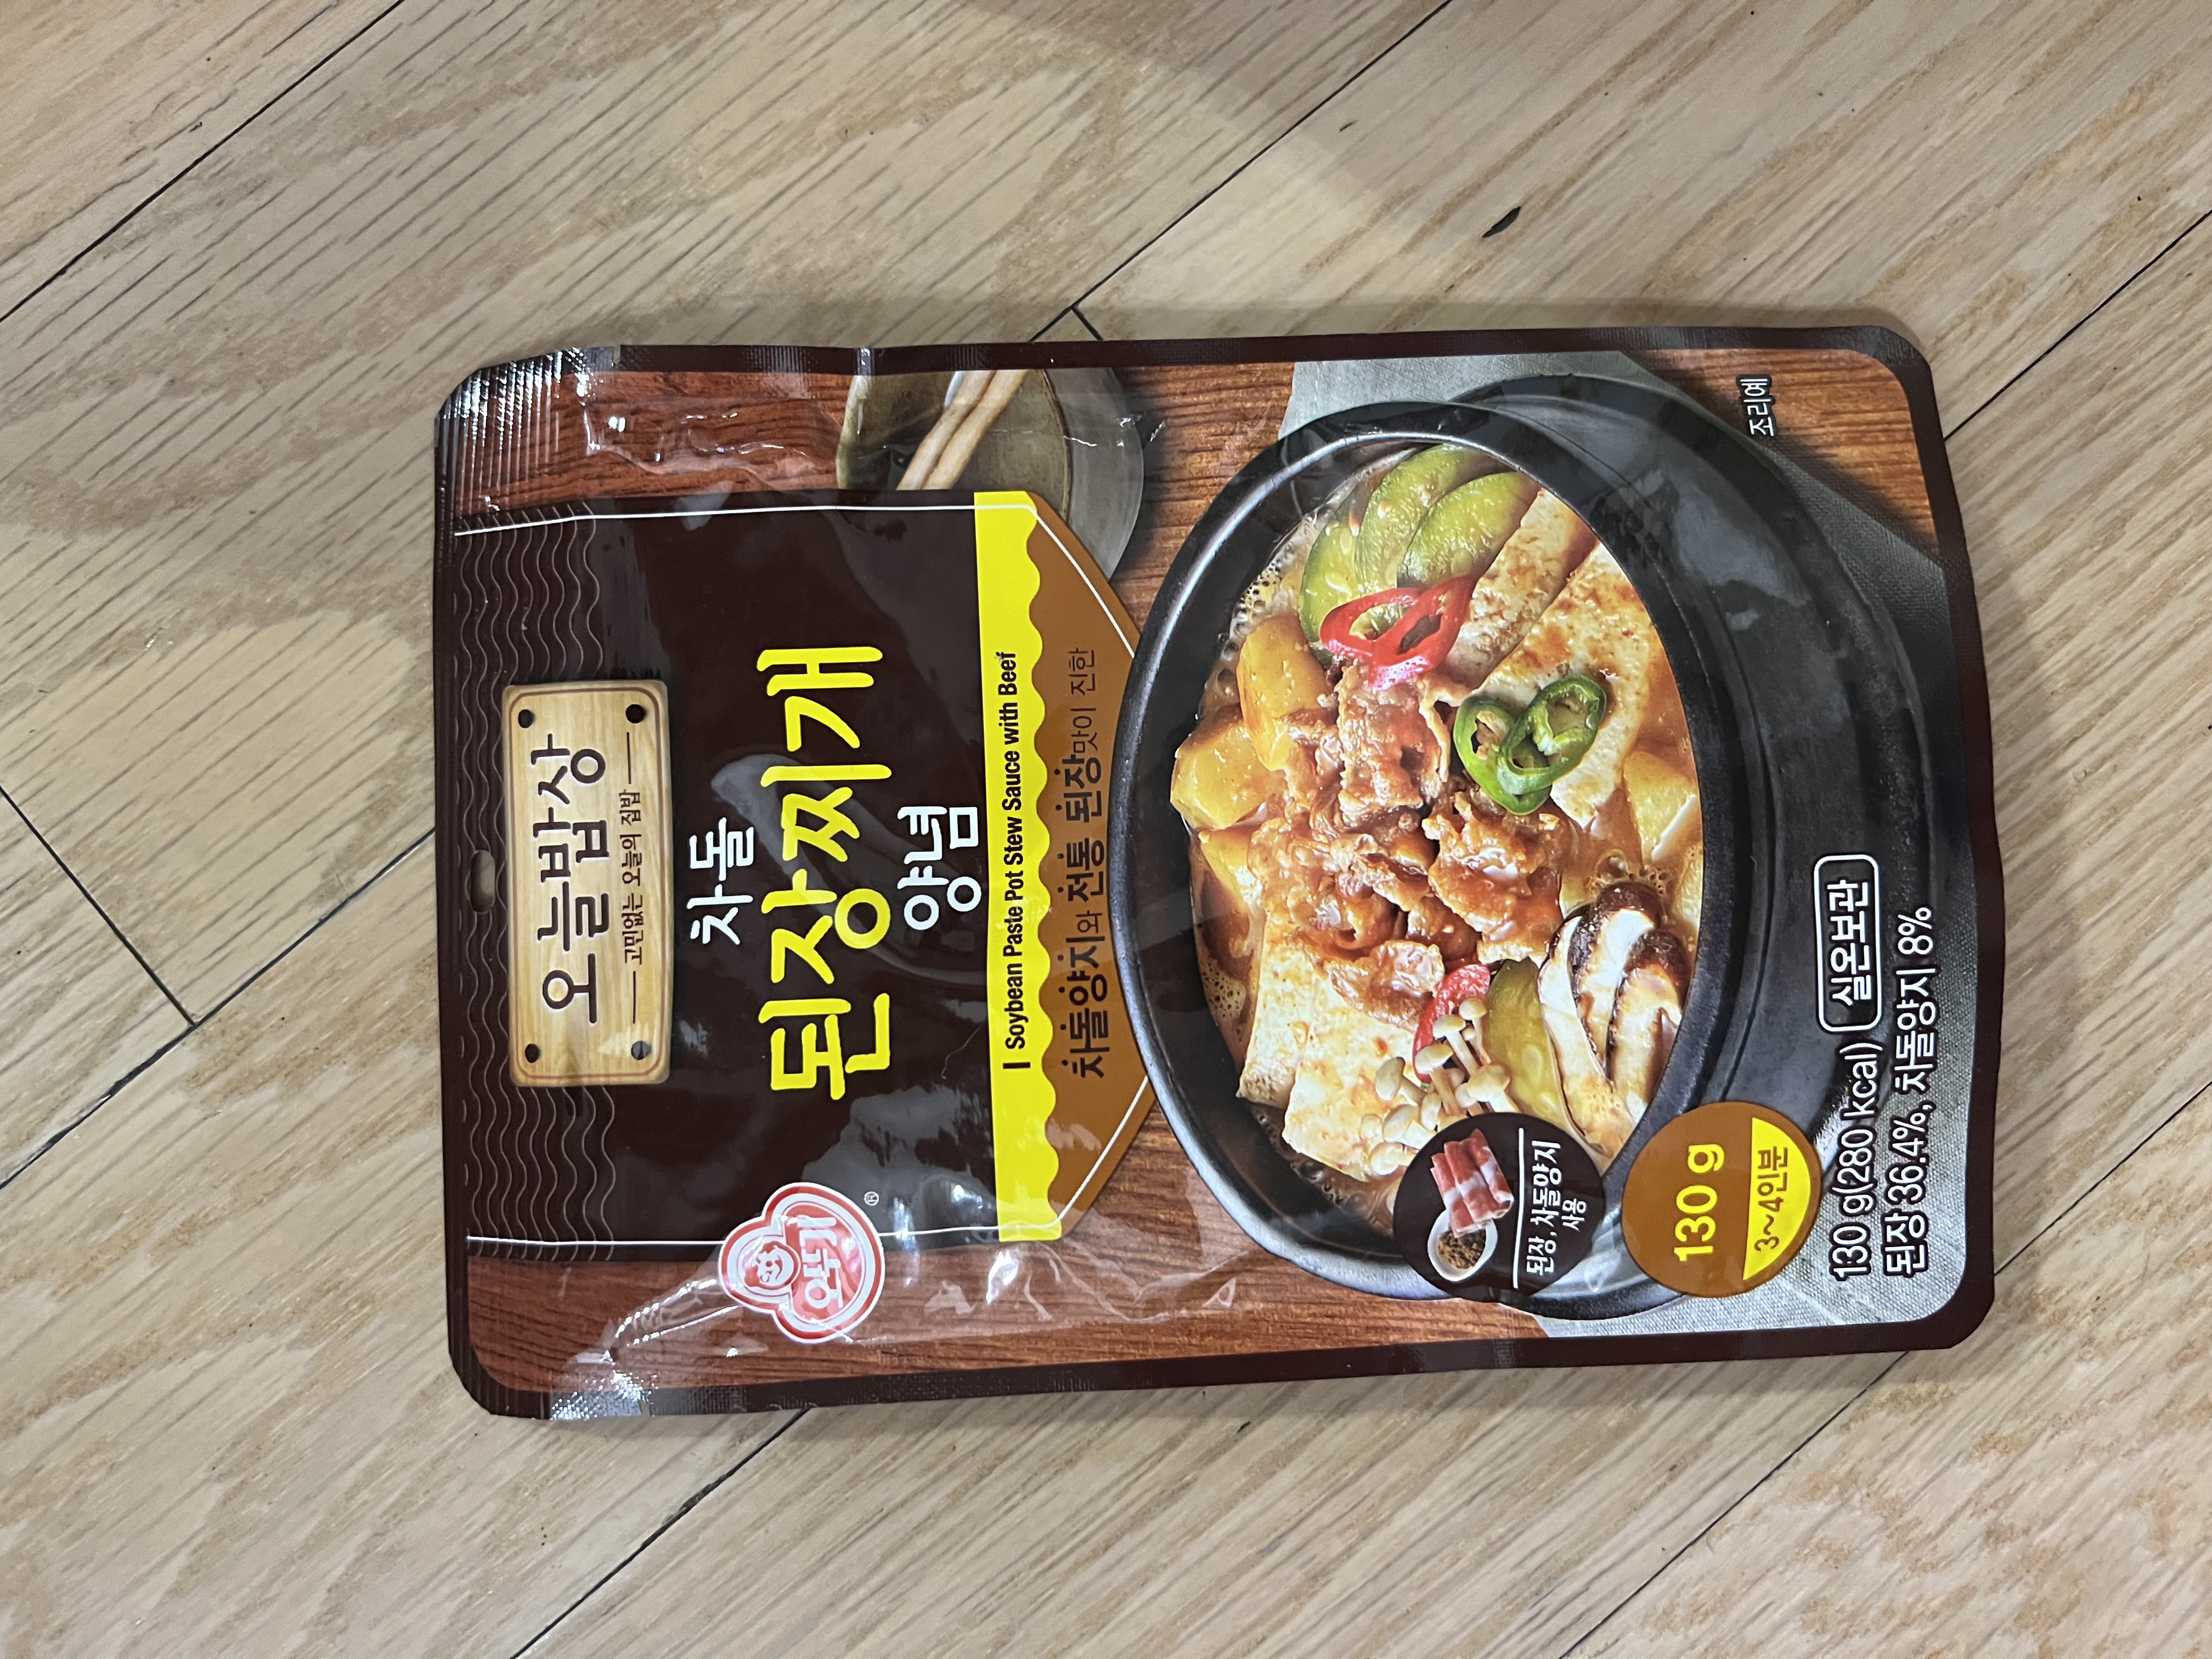 오늘밥상
고민없는 오늘의 집밥
차돌
된장찌개
양념
오뚜기
®
Soybean Paste Pot Stew Sauce with Beef
차돌양지와 전통 된장맛이 진한
조리예
된장, 차돌양지
사용
130 g
3~4인분
130 g(280 kcal) 실온보관
된장 36.4%, 차돌양지 8%